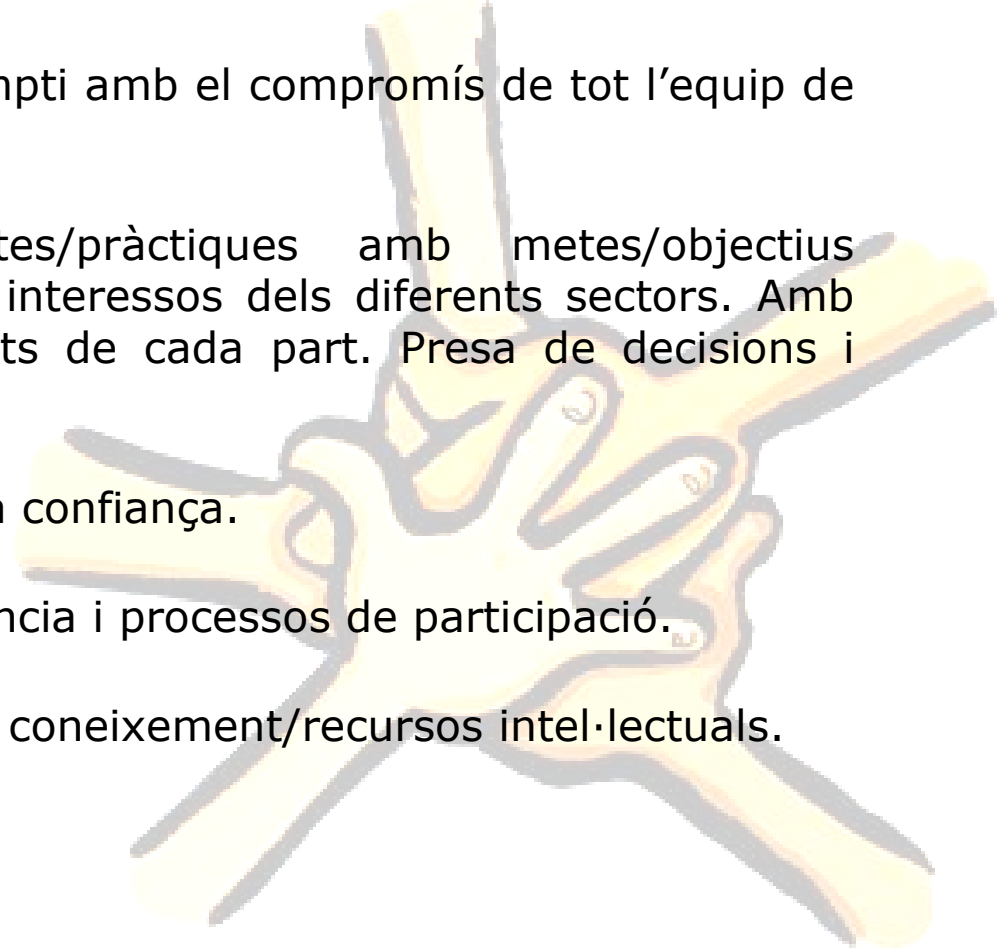 mpti amb el compromís de tot l’equip de
tes/pràctiques amb metes/objectius
interessos dels diferents sectors. Amb
ts de cada part. Presa de decisions i
confiança.
ncia i processos de participació.
coneixement/recursos intel·lectuals.